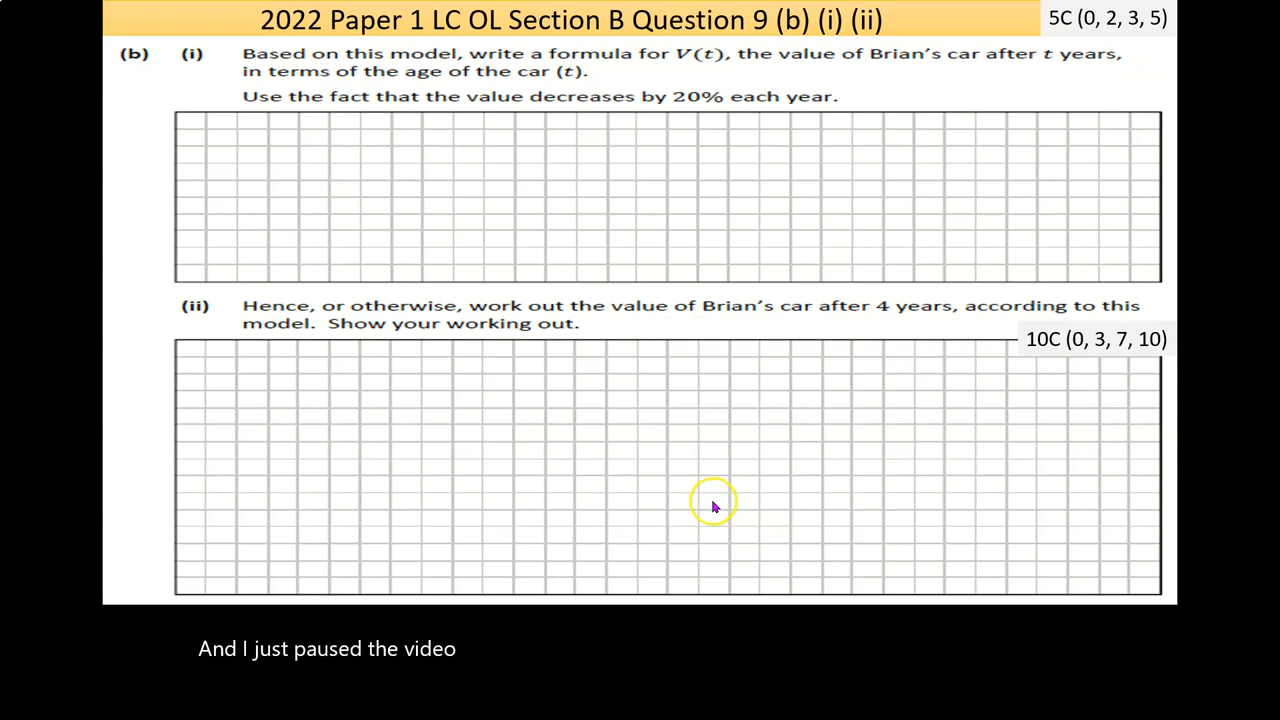 2022 Paper 1 LC OL Section B Question 9 (b) (i) (ii)
5C (0, 2, 3, 5)
(b) (i) Based on this model, write a formula for V(t), the value of Brian's car after t years,
in terms of the age of the car (t).
Use the fact that the value decreases by 20% each year.
(ii) Hence, or otherwise, work out the value of Brian's car after 4 years, according to this
model. Show your working out.
10C (0, 3, 7, 10)
And I just paused the video